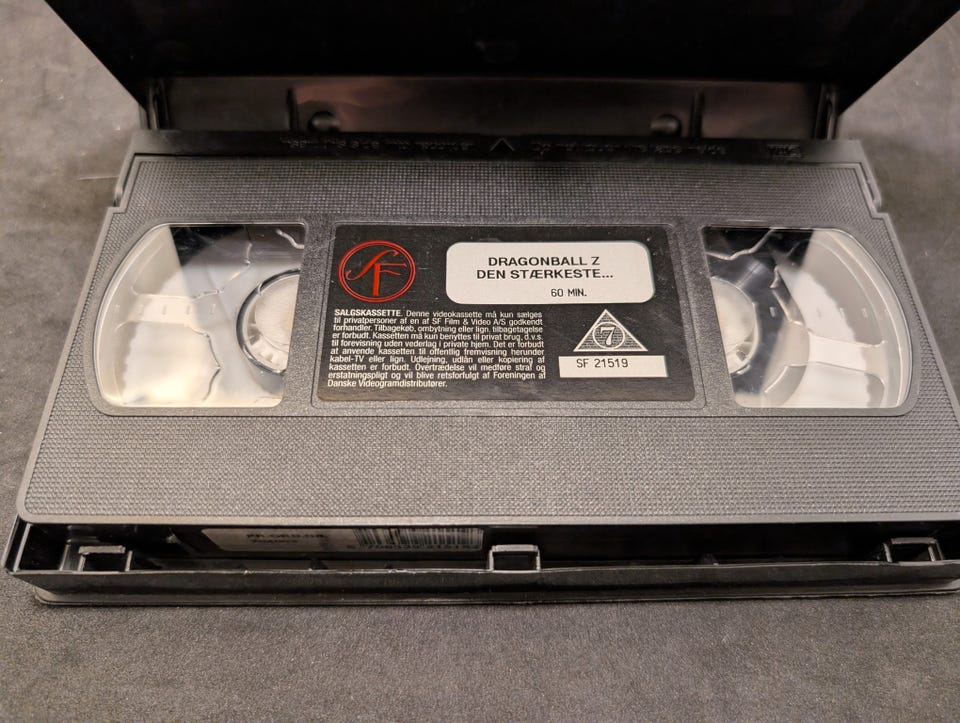 VHS
SF
DRAGONBALL Z
DEN STÆRKESTE...
60 MIN.
SALGSKASSETTE. Denne videokassette må kun sælges
til privatpersoner af en af SF Film & Video A/S godkendt
forhandler. Tilbagekøb, ombytning eller lign. tilbagetagelse
er forbudt. Kassetten må kun benyttes til privat brug, d.v.s.
til forevisning uden vederlag i private hjem. Det er forbudt
at anvende kassetten til offentlig fremvisning herunder
kabel-TV eller lign. Udlejning, udlån eller kopiering af
kassetten er forbudt. Overtrædelse vil medføre straf og
erstatningspligt og vil blive retsforfulgt af Foreningen af
Danske Videogramdistributører.
7
SF 21519